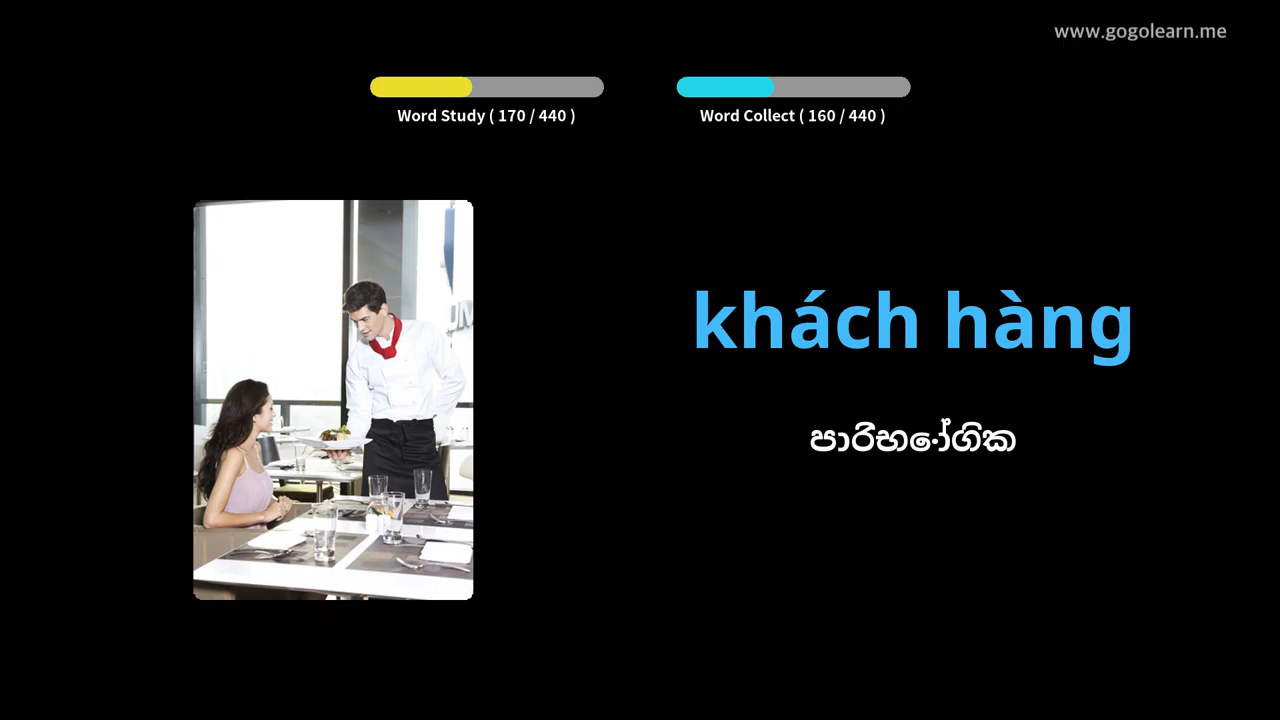 www.gogolearn.me
Word Study ( 170 / 440 )
Word Collect ( 160 / 440 )
khách hàng
පාරිභෝගික